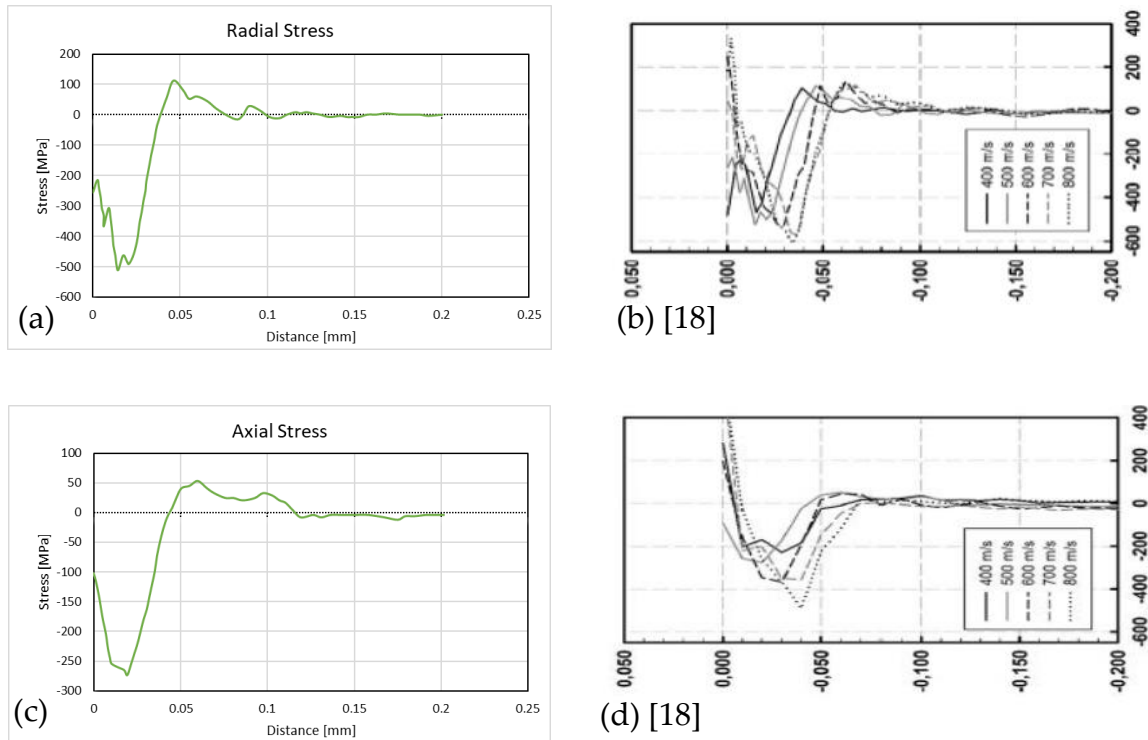 Radial Stress
200
100
0
-100
-200
-300
-400
-500
-600
Stress [MPa]
0
0.05
0.1
0.15
0.2
0.25
Distance [mm]
(a)
400
200
0
-200
-400
-600
400 m/s
500 m/s
600 m/s
700 m/s
800 m/s
0,050
0,000
-0,050
-0,100
-0,150
-0,200
(b) [18]
Axial Stress
100
50
0
-50
-100
-150
-200
-250
-300
Stress [MPa]
0
0.05
0.1
0.15
0.2
0.25
Distance [mm]
(c)
400
200
0
-200
-400
-600
400 m/s
500 m/s
600 m/s
700 m/s
800 m/s
0,050
0,000
-0,050
-0,100
-0,150
-0,200
(d) [18]